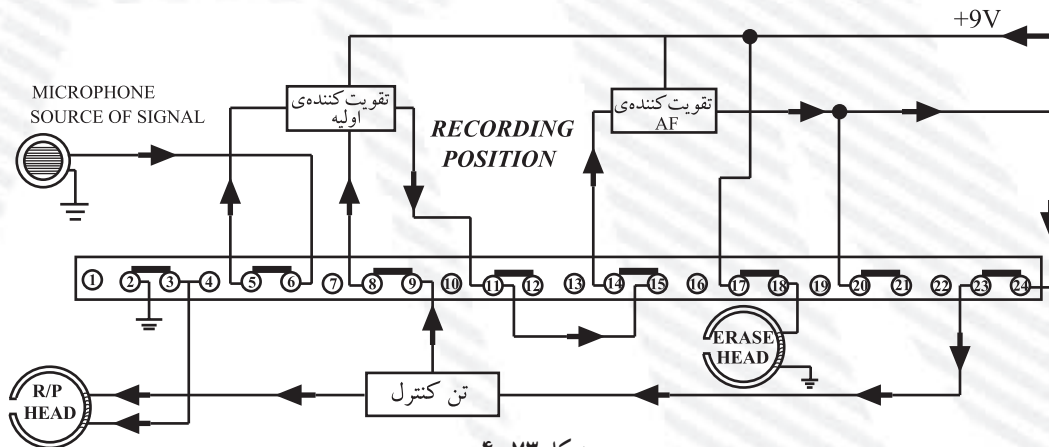 +9V
MICROPHONE
SOURCE OF SIGNAL
تقویت کننده‌ی
اولیه
RECORDING
POSITION
تقویت کننده‌ی
AF
1 2 3 4 5 6 7 8 9 10 11 12 13 14 15 16 17 18 19 20 21 22 23 24
ERASE
HEAD
R/P
HEAD
تن کنترل